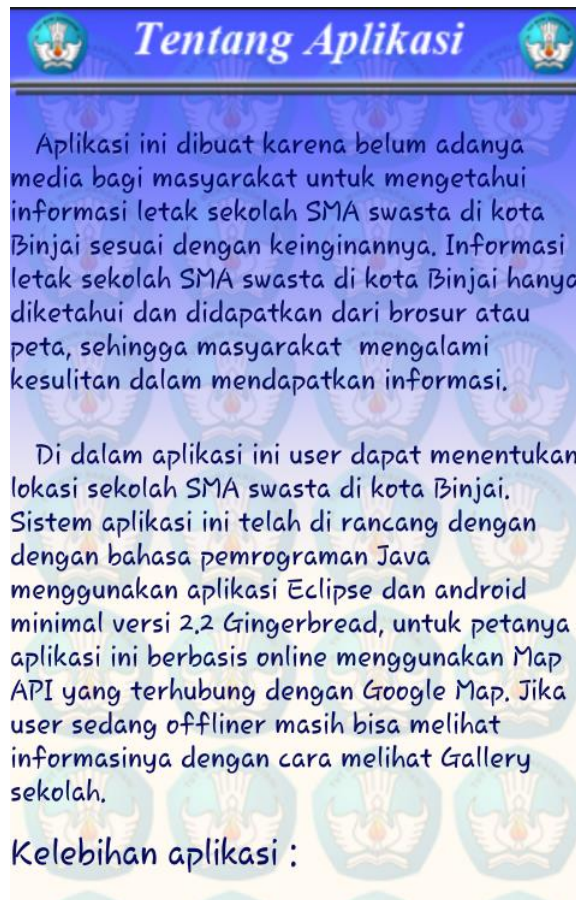 Tentang Aplikasi
Aplikasi ini dibuat karena belum adanya
media bagi masyarakat untuk mengetahui
informasi letak sekolah SMA swasta di kota
Binjai sesuai dengan keinginannya. Informasi
letak sekolah SMA swasta di kota Binjai hanya
diketahui dan didapatkan dari brosur atau
peta, sehingga masyarakat mengalami
kesulitan dalam mendapatkan informasi.
Di dalam aplikasi ini user dapat menentukan
lokasi sekolah SMA swasta di kota Binjai.
Sistem aplikasi ini telah di rancang dengan
dengan bahasa pemrograman Java
menggunakan aplikasi Eclipse dan android
minimal versi 2.2 Gingerbread, untuk petanya
aplikasi ini berbasis online menggunakan Map
API yang terhubung dengan Google Map. Jika
user sedang offliner masih bisa melihat
informasinya dengan cara melihat Gallery
sekolah.
Kelebihan aplikasi :